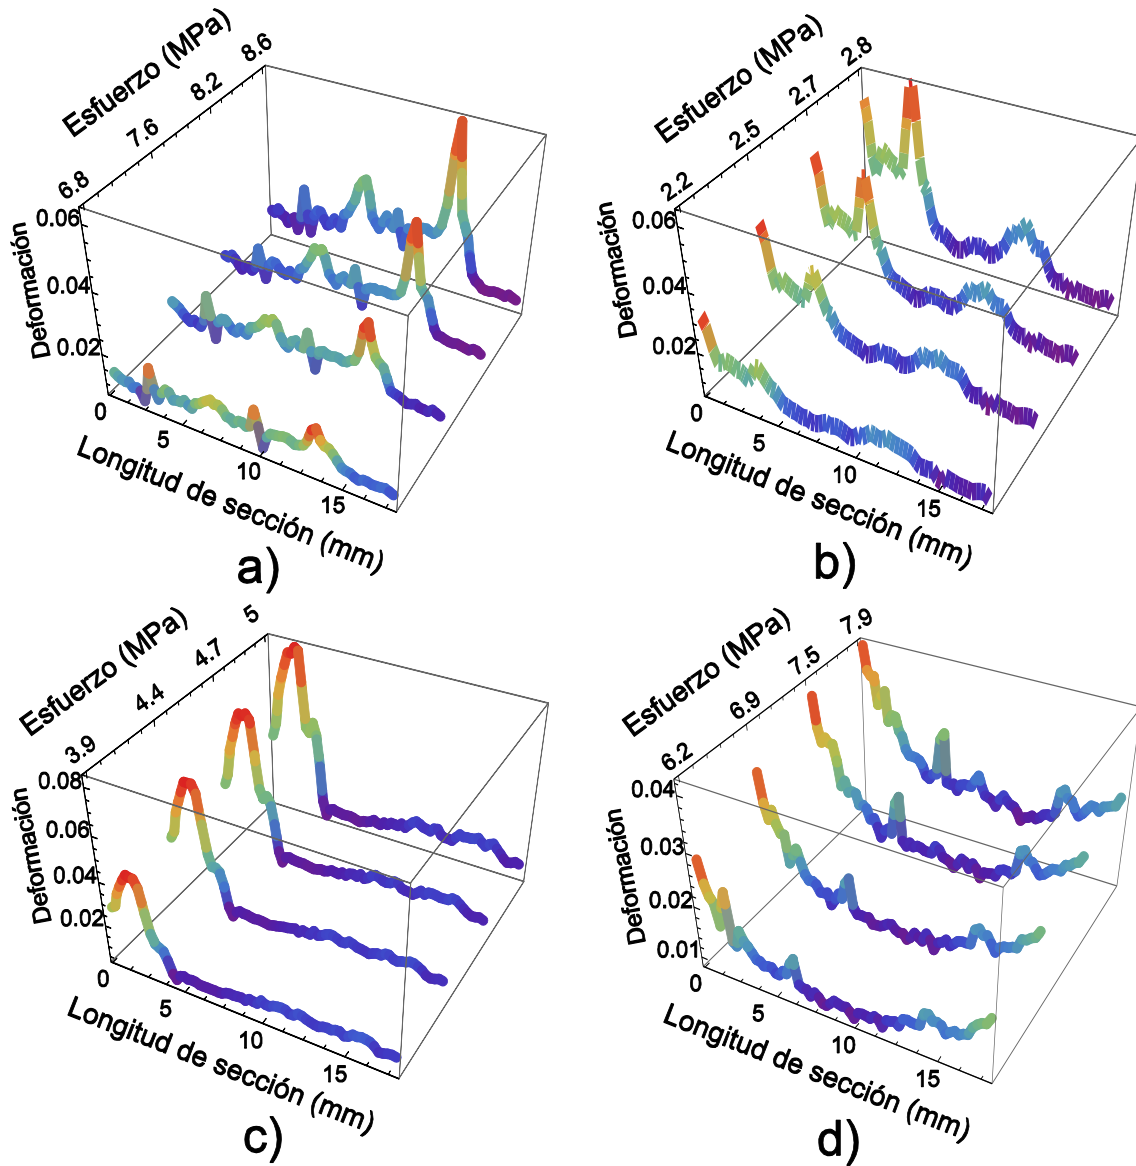 Esfuerzo (MPa)
8.6
8.2
7.6
6.8
0.06
0.04
0.02
Deformación
0
5
10
15
Longitud de sección (mm)
a)
Esfuerzo (MPa)
2.8
2.7
2.5
2.2
0.06
0.04
0.02
Deformación
0
5
10
15
Longitud de sección (mm)
b)
Esfuerzo (MPa)
5
4.7
4.4
3.9
0.08
0.06
0.04
0.02
Deformación
0
5
10
15
Longitud de sección (mm)
c)
Esfuerzo (MPa)
7.9
7.5
6.9
6.2
0.04
0.03
0.02
0.01
Deformación
0
5
10
15
Longitud de sección (mm)
d)